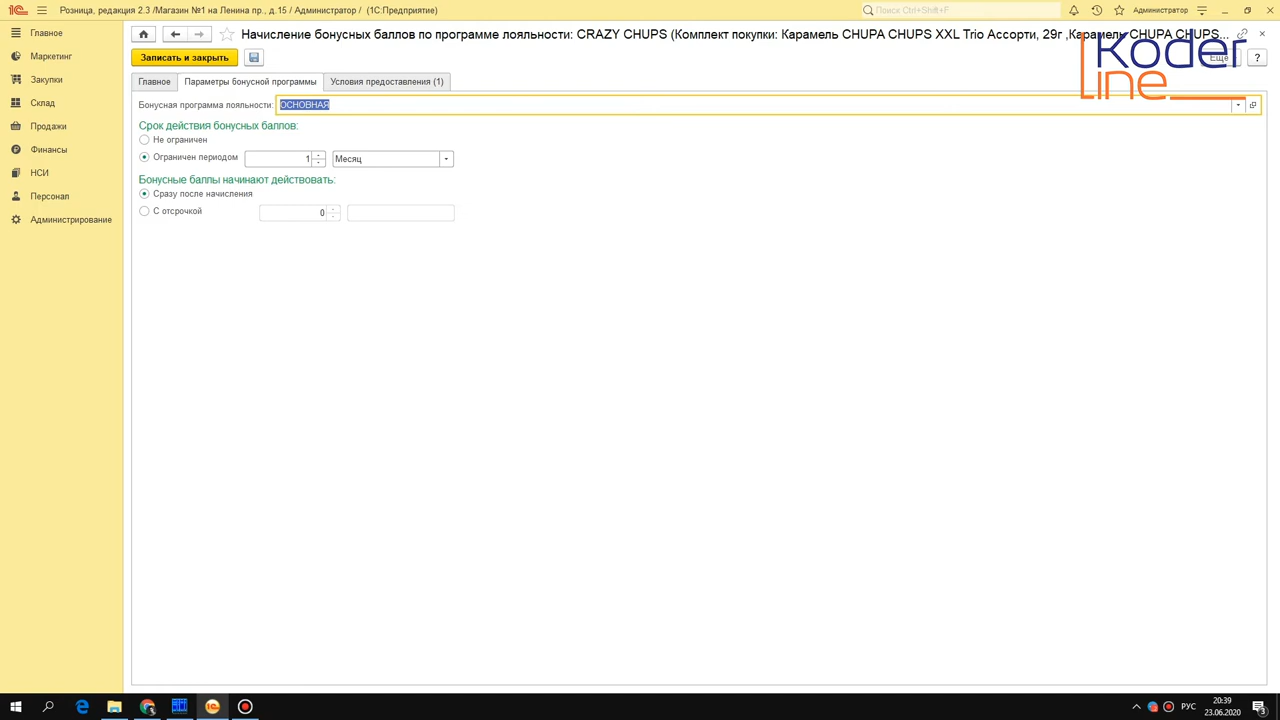 Розница, редакция 2.3 /Магазин №1 на Ленина пр., д.15 / Администратор / (1С:Предприятие)
Поиск Ctrl+Shift+F
Администратор
Главное
Маркетинг
Закупки
Склад
Продажи
Финансы
НСИ
Персонал
Администрирование
Начисление бонусных баллов по программе лояльности: CRAZY CHUPS (Комплект покупки: Карамель CHUPA CHUPS XXL Trio Ассорти, 29г ,Карамель CHUPA CHUPS...
Записать и закрыть
Еще
?
Koder
line
Главное
Параметры бонусной программы
Условия предоставления (1)
Бонусная программа лояльности: ОСНОВНАЯ
Срок действия бонусных баллов:
Не ограничен
Ограничен периодом 1 Месяц
Бонусные баллы начинают действовать:
Сразу после начисления
С отсрочкой 0
РУС
20:39
23.06.2020
3